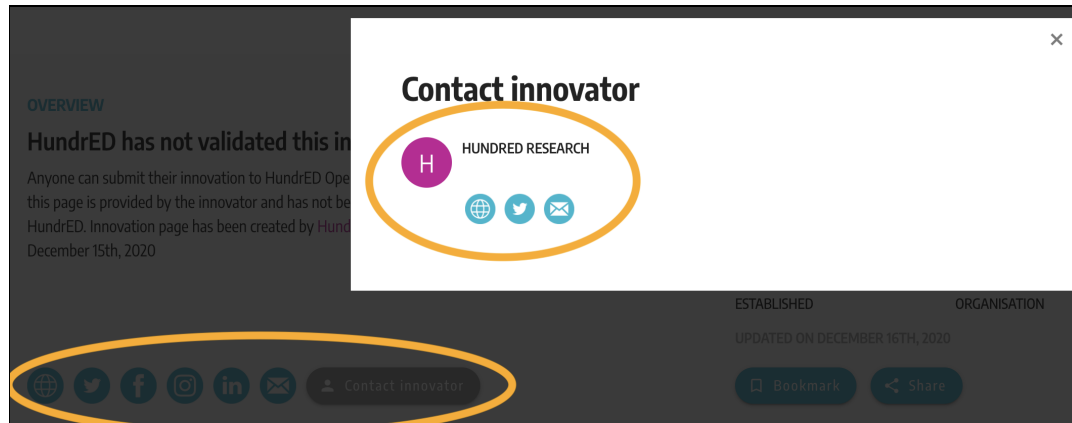 ×
Contact innovator
H
HUNDRED RESEARCH
OVERVIEW
HundrED has not validated this in
Anyone can submit their innovation to HundrED Ope
this page is provided by the innovator and has not be
HundrED. Innovation page has been created by Hund
December 15th, 2020
ESTABLISHED
ORGANISATION
UPDATED ON DECEMBER 16TH, 2020
f
in
Contact innovator
Bookmark
Share